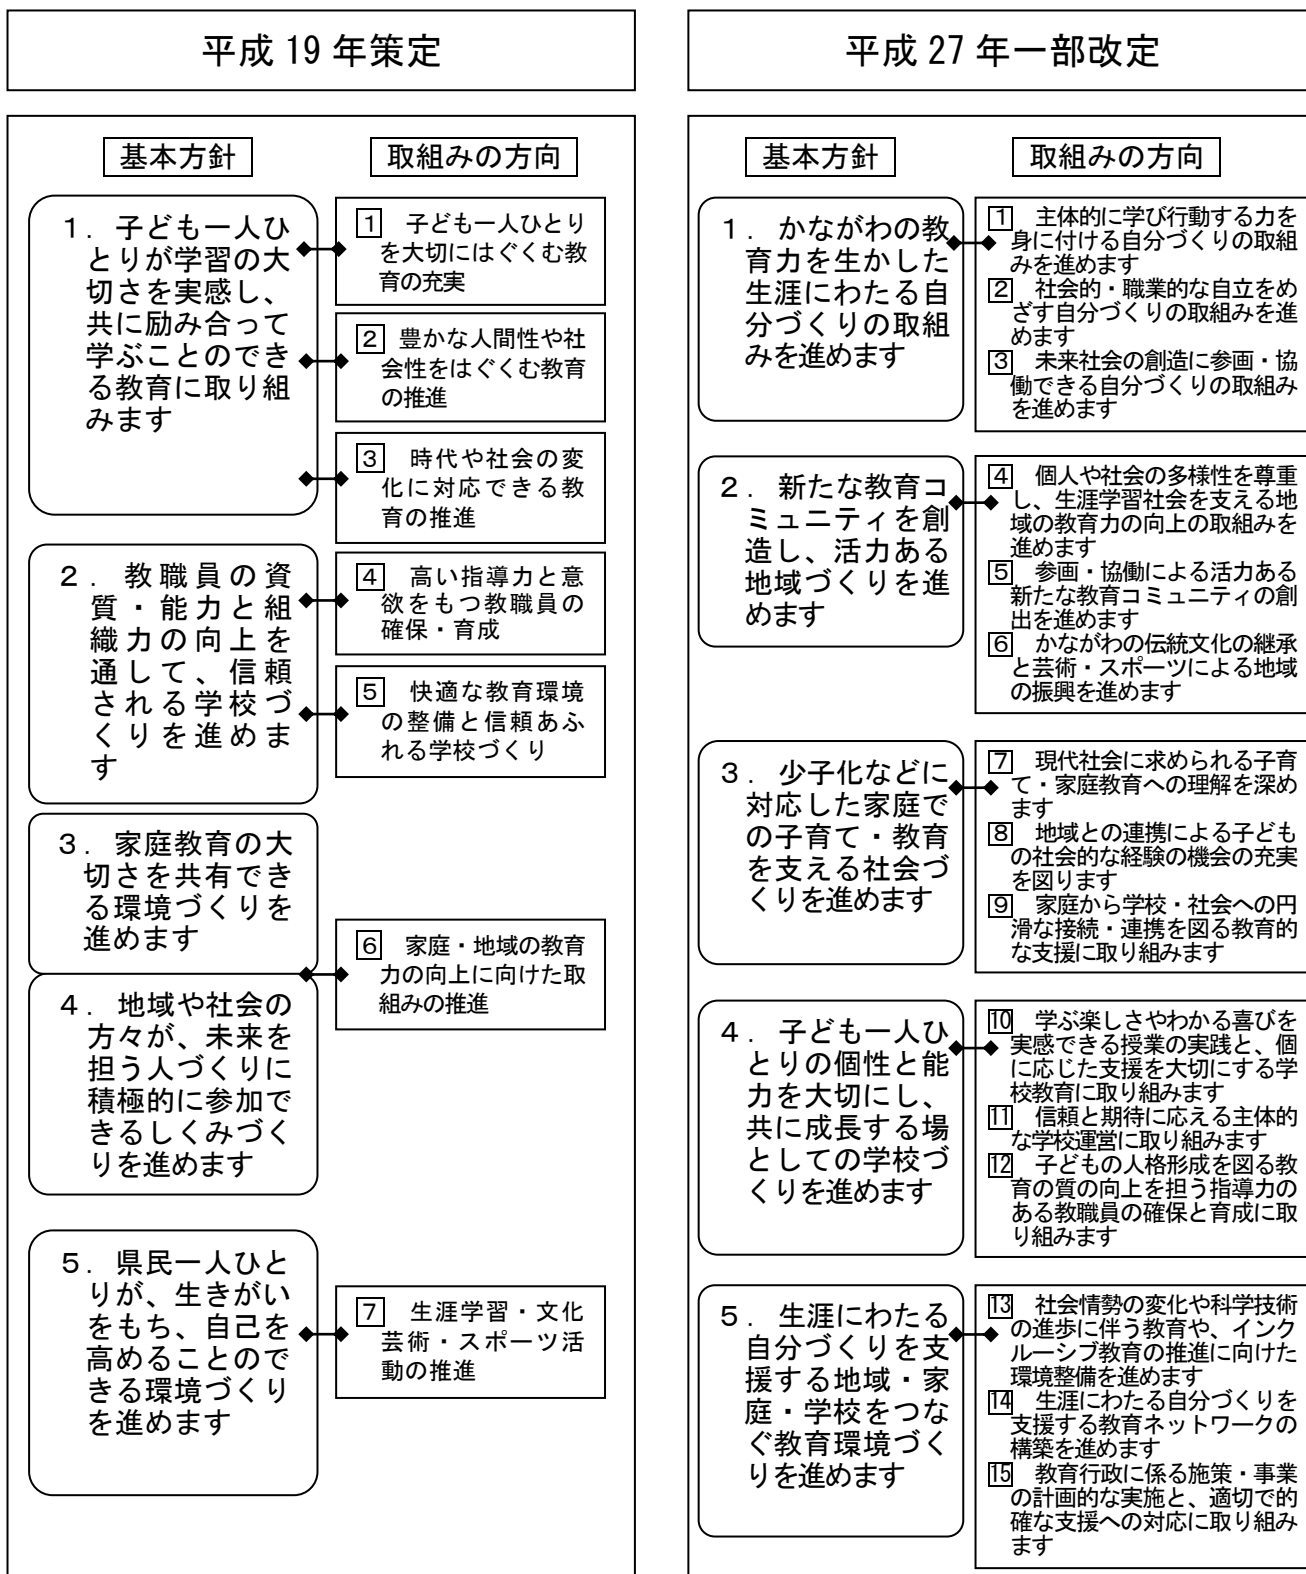 平成 19 年策定
基本方針
取組みの方向
１．子ども一人ひ
とりが学習の大
切さを実感し、
共に励み合って
学ぶことのでき
る教育に取り組
みます
1 子ども一人ひとり
を大切にはぐくむ教
育の充実
2 豊かな人間性や社
会性をはぐくむ教育
の推進
3 時代や社会の変
化に対応できる教
育の推進
２．教職員の資
質・能力と組
織力の向上を
通して、信頼
される学校づ
くりを進めま
す
4 高い指導力と意
欲をもつ教職員の
確保・育成
5 快適な教育環境
の整備と信頼あふ
れる学校づくり
３．家庭教育の大
切さを共有でき
る環境づくりを
進めます
４．地域や社会の
方々が、未来を
担う人づくりに
積極的に参加で
きるしくみづく
りを進めます
6 家庭・地域の教育
力の向上に向けた取
組みの推進
５．県民一人ひと
りが、生きがい
をもち、自己を
高めることので
きる環境づくり
を進めます
7 生涯学習・文化
芸術・スポーツ活
動の推進
平成 27 年一部改定
基本方針
取組みの方向
１．かながわの教
育力を生かした
生涯にわたる自
分づくりの取組
みを進めます
1 主体的に学び行動する力を
身に付ける自分づくりの取組
みを進めます
2 社会的・職業的な自立をめ
ざす自分づくりの取組みを進
めます
3 未来社会の創造に参画・協
働できる自分づくりの取組み
を進めます
２．新たな教育コ
ミュニティを創
造し、活力ある
地域づくりを進
めます
4 個人や社会の多様性を尊重
し、生涯学習社会を支える地
域の教育力の向上の取組みを
進めます
5 参画・協働による活力ある
新たな教育コミュニティの創
出を進めます
6 かながわの伝統文化の継承
と芸術・スポーツによる地域
の振興を進めます
３．少子化などに
対応した家庭で
の子育て・教育
を支える社会づ
くりを進めます
7 現代社会に求められる子育
て・家庭教育への理解を深め
ます
8 地域との連携による子ども
の社会的な経験の機会の充実
を図ります
9 家庭から学校・社会への円
滑な接続・連携を図る教育的
な支援に取り組みます
４．子ども一人ひ
とりの個性と能
力を大切にし、
共に成長する場
としての学校づ
くりを進めます
10 学ぶ楽しさやわかる喜びを
実感できる授業の実践と、個
に応じた支援を大切にする学
校教育に取り組みます
11 信頼と期待に応える主体的
な学校運営に取り組みます
12 子どもの人格形成を図る教
育の質の向上を担う指導力の
ある教職員の確保と育成に取
り組みます
５．生涯にわたる
自分づくりを支
援する地域・家
庭・学校をつな
ぐ教育環境づく
りを進めます
13 社会情勢の変化や科学技術
の進歩に伴う教育や、インク
ルーシブ教育の推進に向けた
環境整備を進めます
14 生涯にわたる自分づくりを
支援する教育ネットワークの
構築を進めます
15 教育行政に係る施策・事業
の計画的な実施と、適切で的
確な支援への対応に取り組み
ます